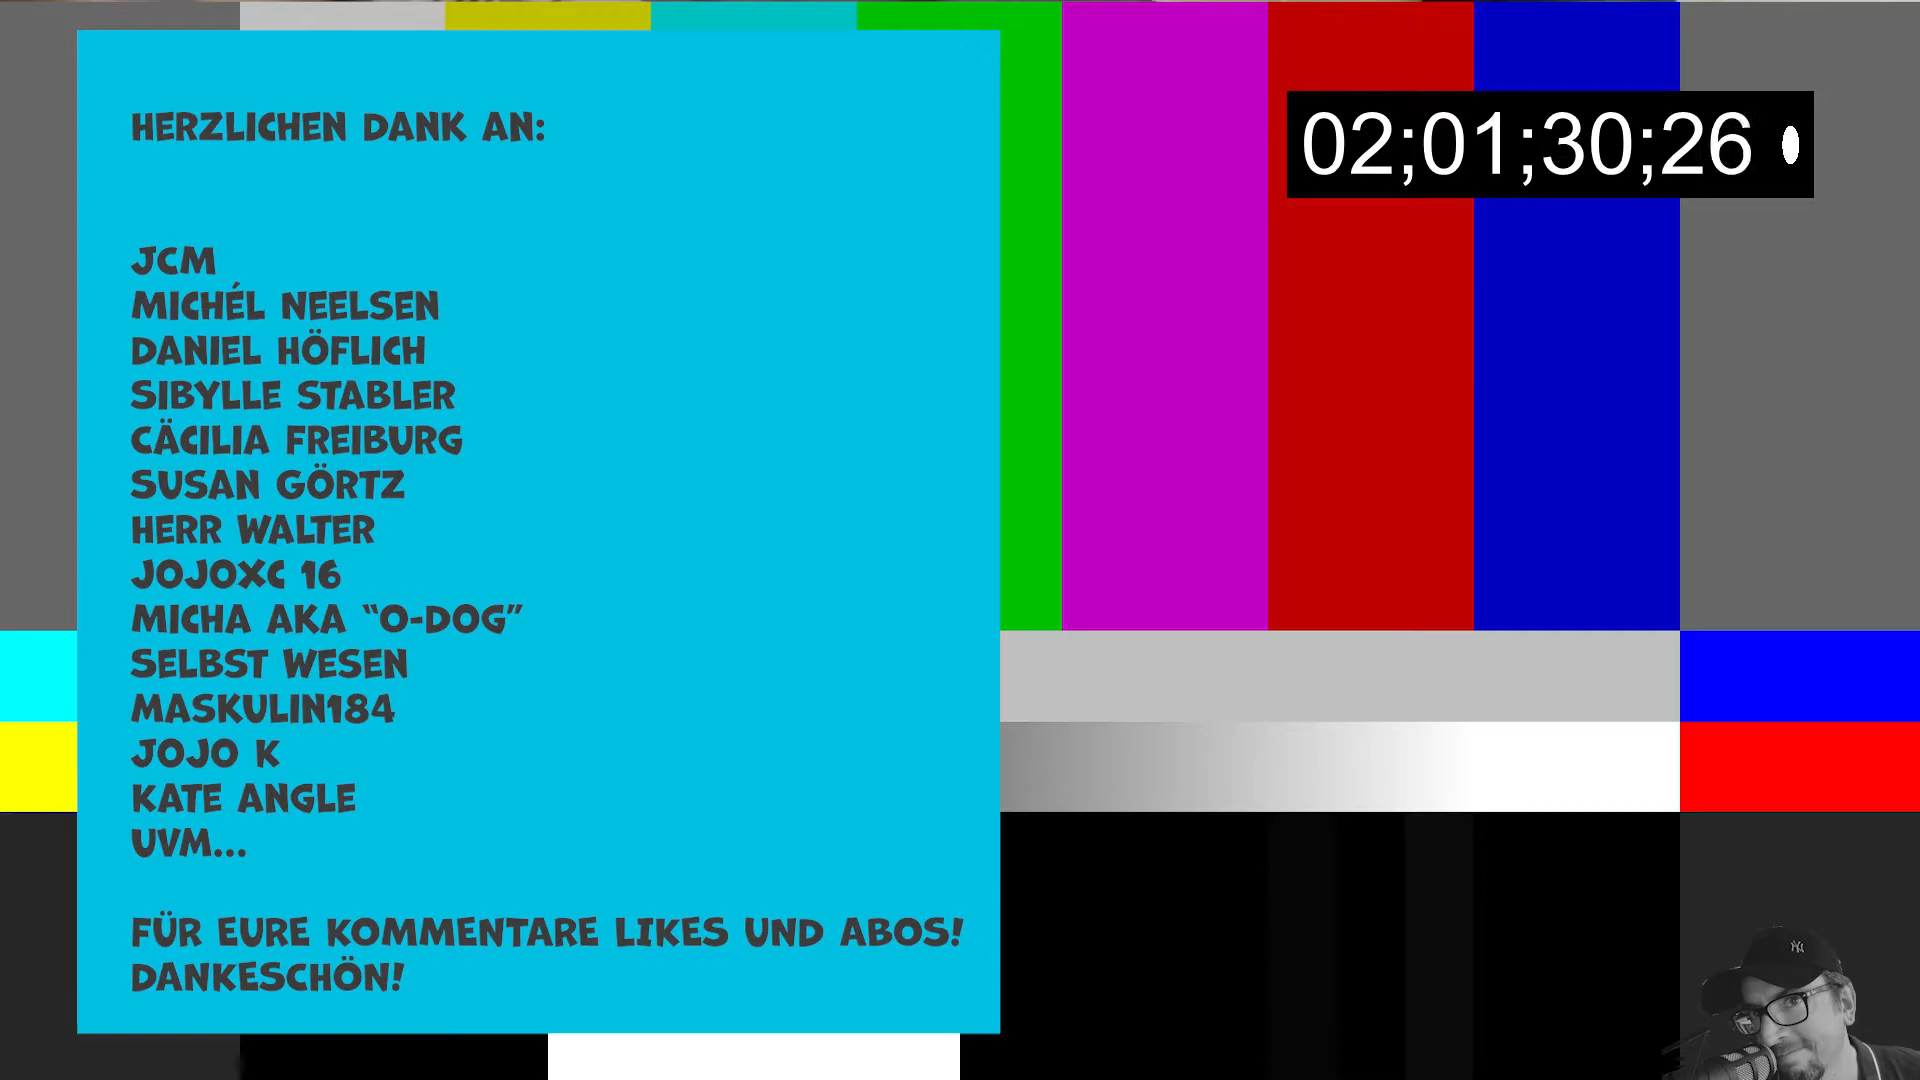 HERZLICHEN DANK AN:
JCM
MICHÉL NEELSEN
DANIEL HÖFLICH
SIBYLLE STABLER
CÄCILIA FREIBURG
SUSAN GÖRTZ
HERR WALTER
JOJOXC 16
MICHA AKA “O-DOG”
SELBST WESEN
MASKULIN184
JOJO K
KATE ANGLE
UVM...
FÜR EURE KOMMENTARE LIKES UND ABOS!
DANKESCHÖN!
02;01;30;26
NY